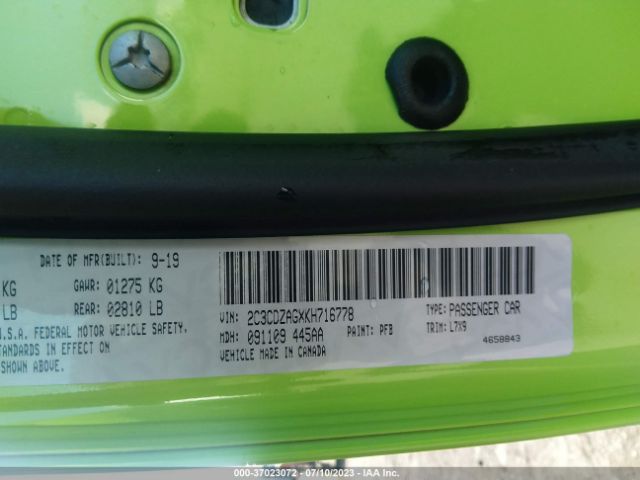 DATE OF MFR(BUILT): 9-19
KG GAWR: 01275 KG
LB REAR: 02810 LB
U.S.A. FEDERAL MOTOR VEHICLE SAFETY.
STANDARDS IN EFFECT ON
SHOWN ABOVE.
VIN: 2C3CDZAGXKH716778 TYPE: PASSENGER CAR
MDH: 091109 445AA PAINT: PFB TRIM: L7X9
VEHICLE MADE IN CANADA 4658843
000-37023072 - 07/10/2023 - IAA Inc.